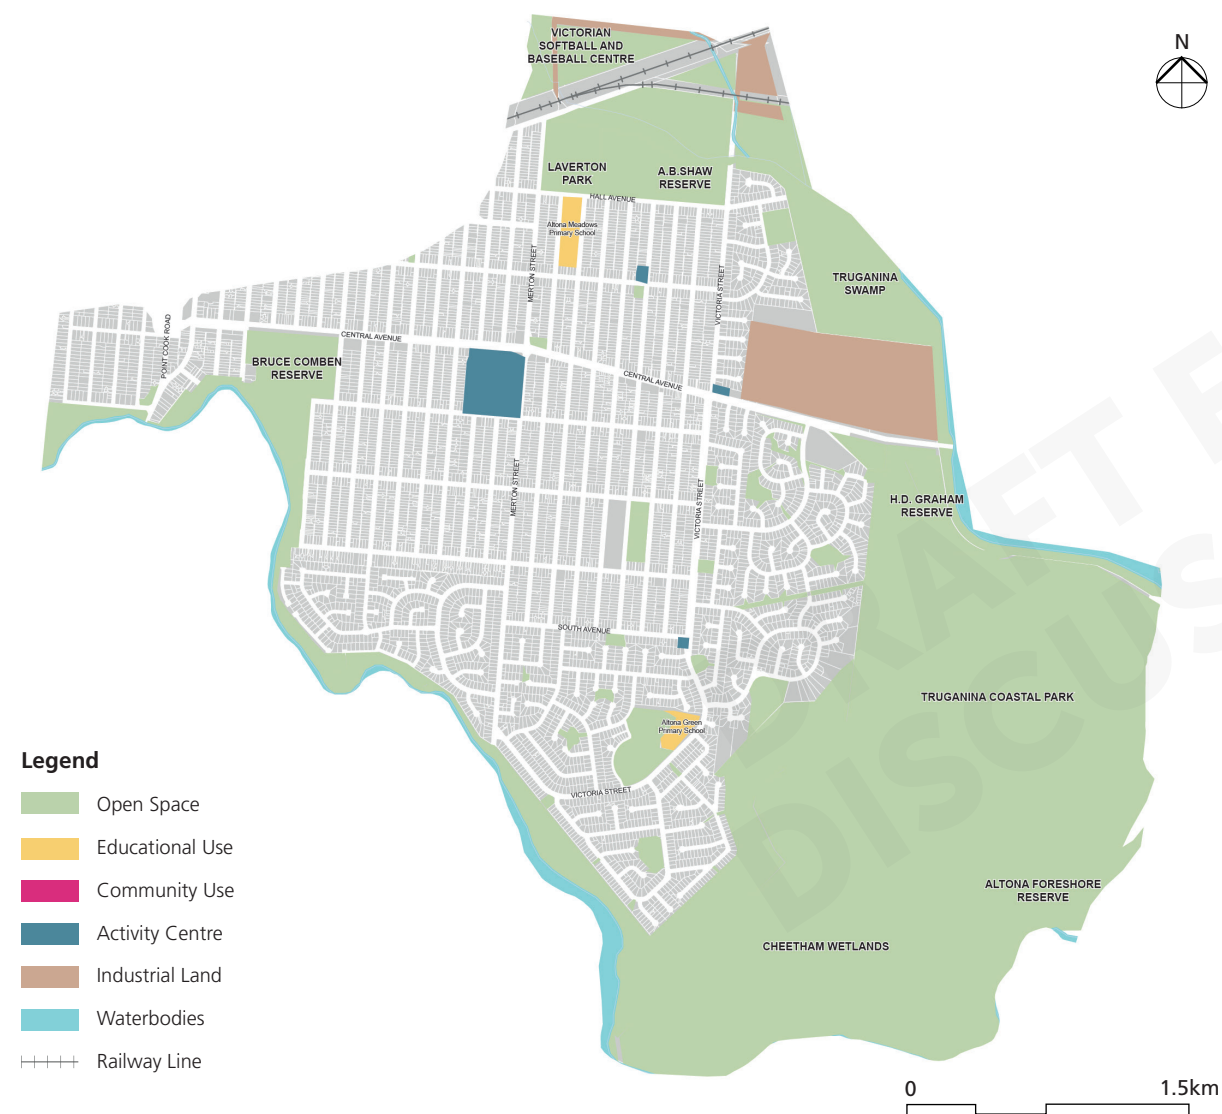 VICTORIAN
SOFTBALL AND
BASEBALL CENTRE
N
LAVERTON
PARK
A.B.SHAW
RESERVE
HALL AVENUE
Altona Meadows
Primary School
MERTON STREET
VICTORIA STREET
TRUGANINA
SWAMP
POINT COOK ROAD
CENTRAL AVENUE
BRUCE COMBEN
RESERVE
CENTRAL AVENUE
MERTON STREET
VICTORIA STREET
H.D. GRAHAM
RESERVE
SOUTH AVENUE
TRUGANINA COASTAL PARK
Altona Green
Primary School
VICTORIA STREET
ALTONA FORESHORE
RESERVE
CHEETHAM WETLANDS
Legend
Open Space
Educational Use
Community Use
Activity Centre
Industrial Land
Waterbodies
Railway Line
0
1.5km
DRAFT F
DISCUS